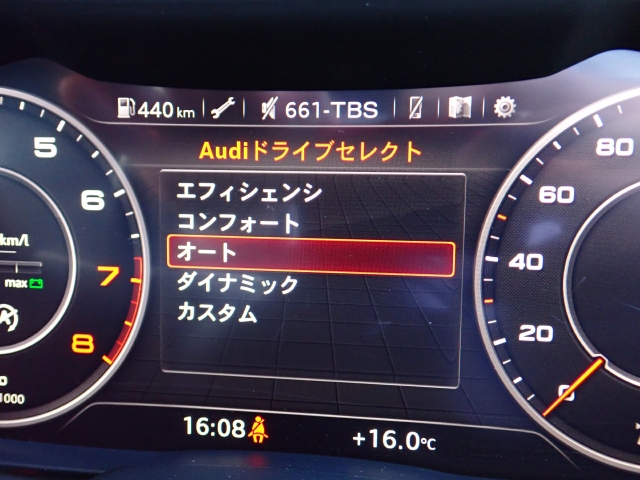 440 km 661-TBS
Audiドライブセレクト
エフィシェンシ
コンフォート
オート
ダイナミック
カスタム
5
6
7
8
km/l
max
1000
80
60
40
20
0
16:08
+16.0°C